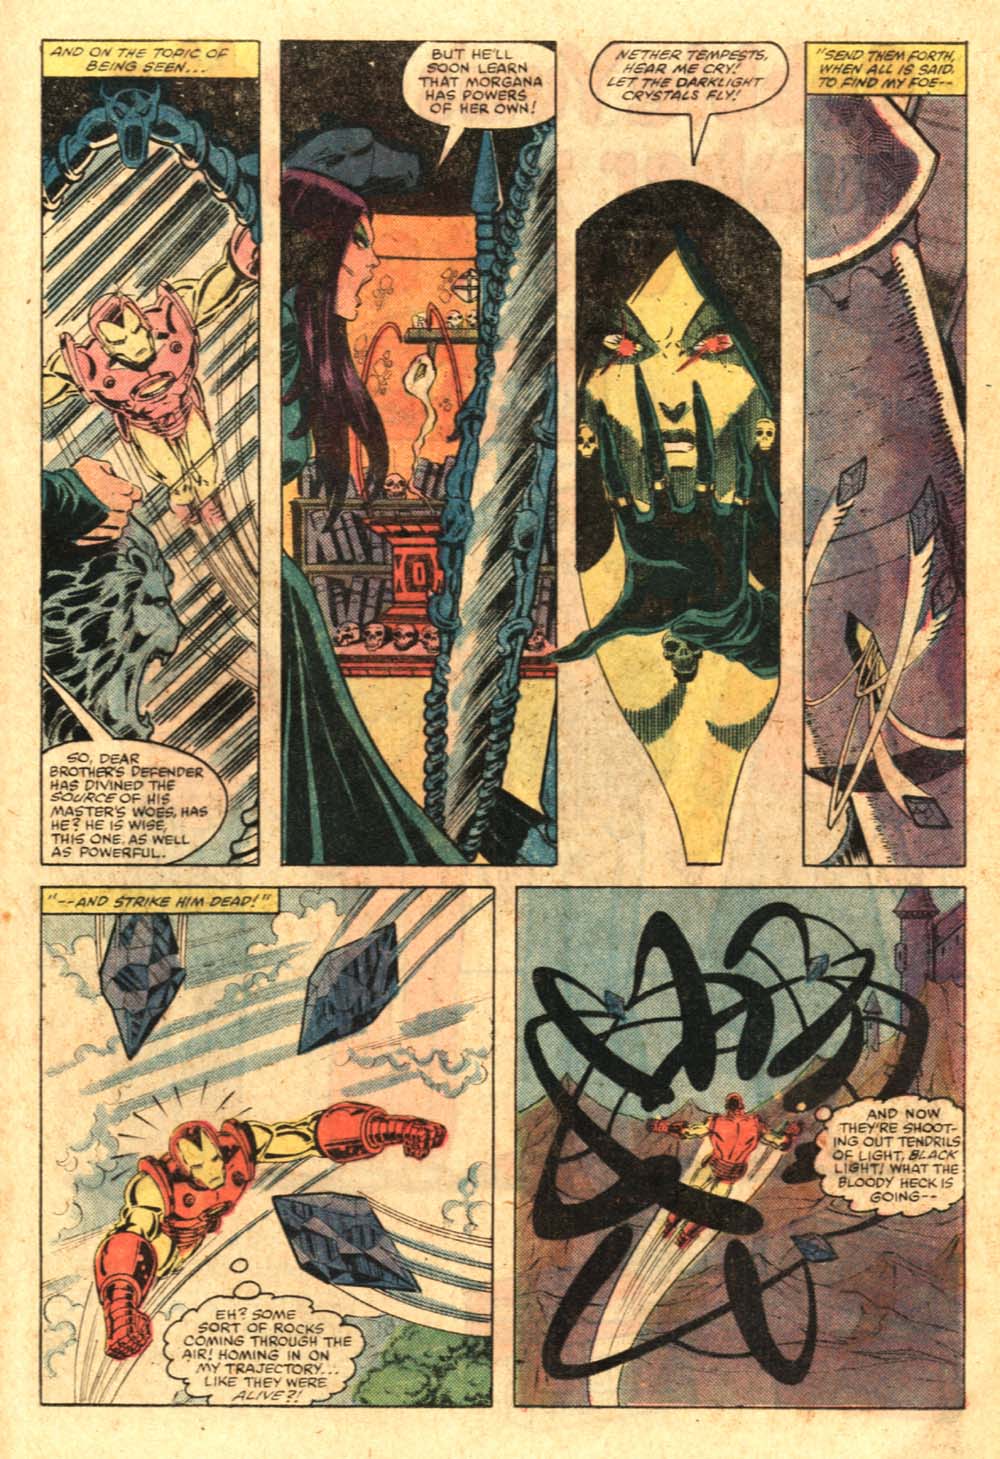 AND ON THE TOPIC OF
BEING SEEN...
SO, DEAR
BROTHER'S DEFENDER
HAS DIVINED THE
SOURCE OF HIS
MASTER'S WOES, HAS
HE? HE IS WISE,
THIS ONE, AS WELL
AS POWERFUL.
BUT HE'LL
SOON LEARN
THAT MORGANA
HAS POWERS
OF HER OWN!
NETHER TEMPESTS,
HEAR ME CRY!
LET THE DARKLIGHT
CRYSTALS FLY!
"SEND THEM FORTH,
WHEN ALL IS SAID,
TO FIND MY FOE--
"--AND STRIKE HIM DEAD!"
EH? SOME
SORT OF ROCKS
COMING THROUGH THE
AIR! HOMING IN ON
MY TRAJECTORY...
LIKE THEY WERE
ALIVE?!
AND NOW
THEY'RE SHOOT-
ING OUT TENDRILS
OF LIGHT, BLACK
LIGHT! WHAT THE
BLOODY HECK IS
GOING--